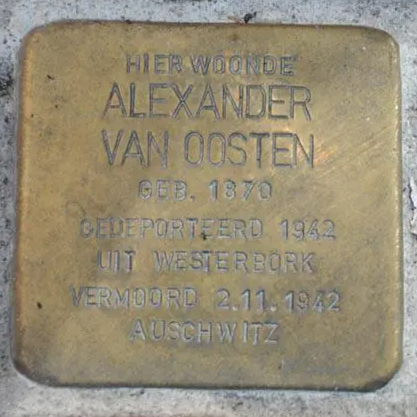 HIER WOONDE
ALEXANDER
VAN OOSTEN
GEB. 1870
GEDEPORTEERD 1942
UIT WESTERBORK
VERMOORD 2.11.1942
AUSCHWITZ